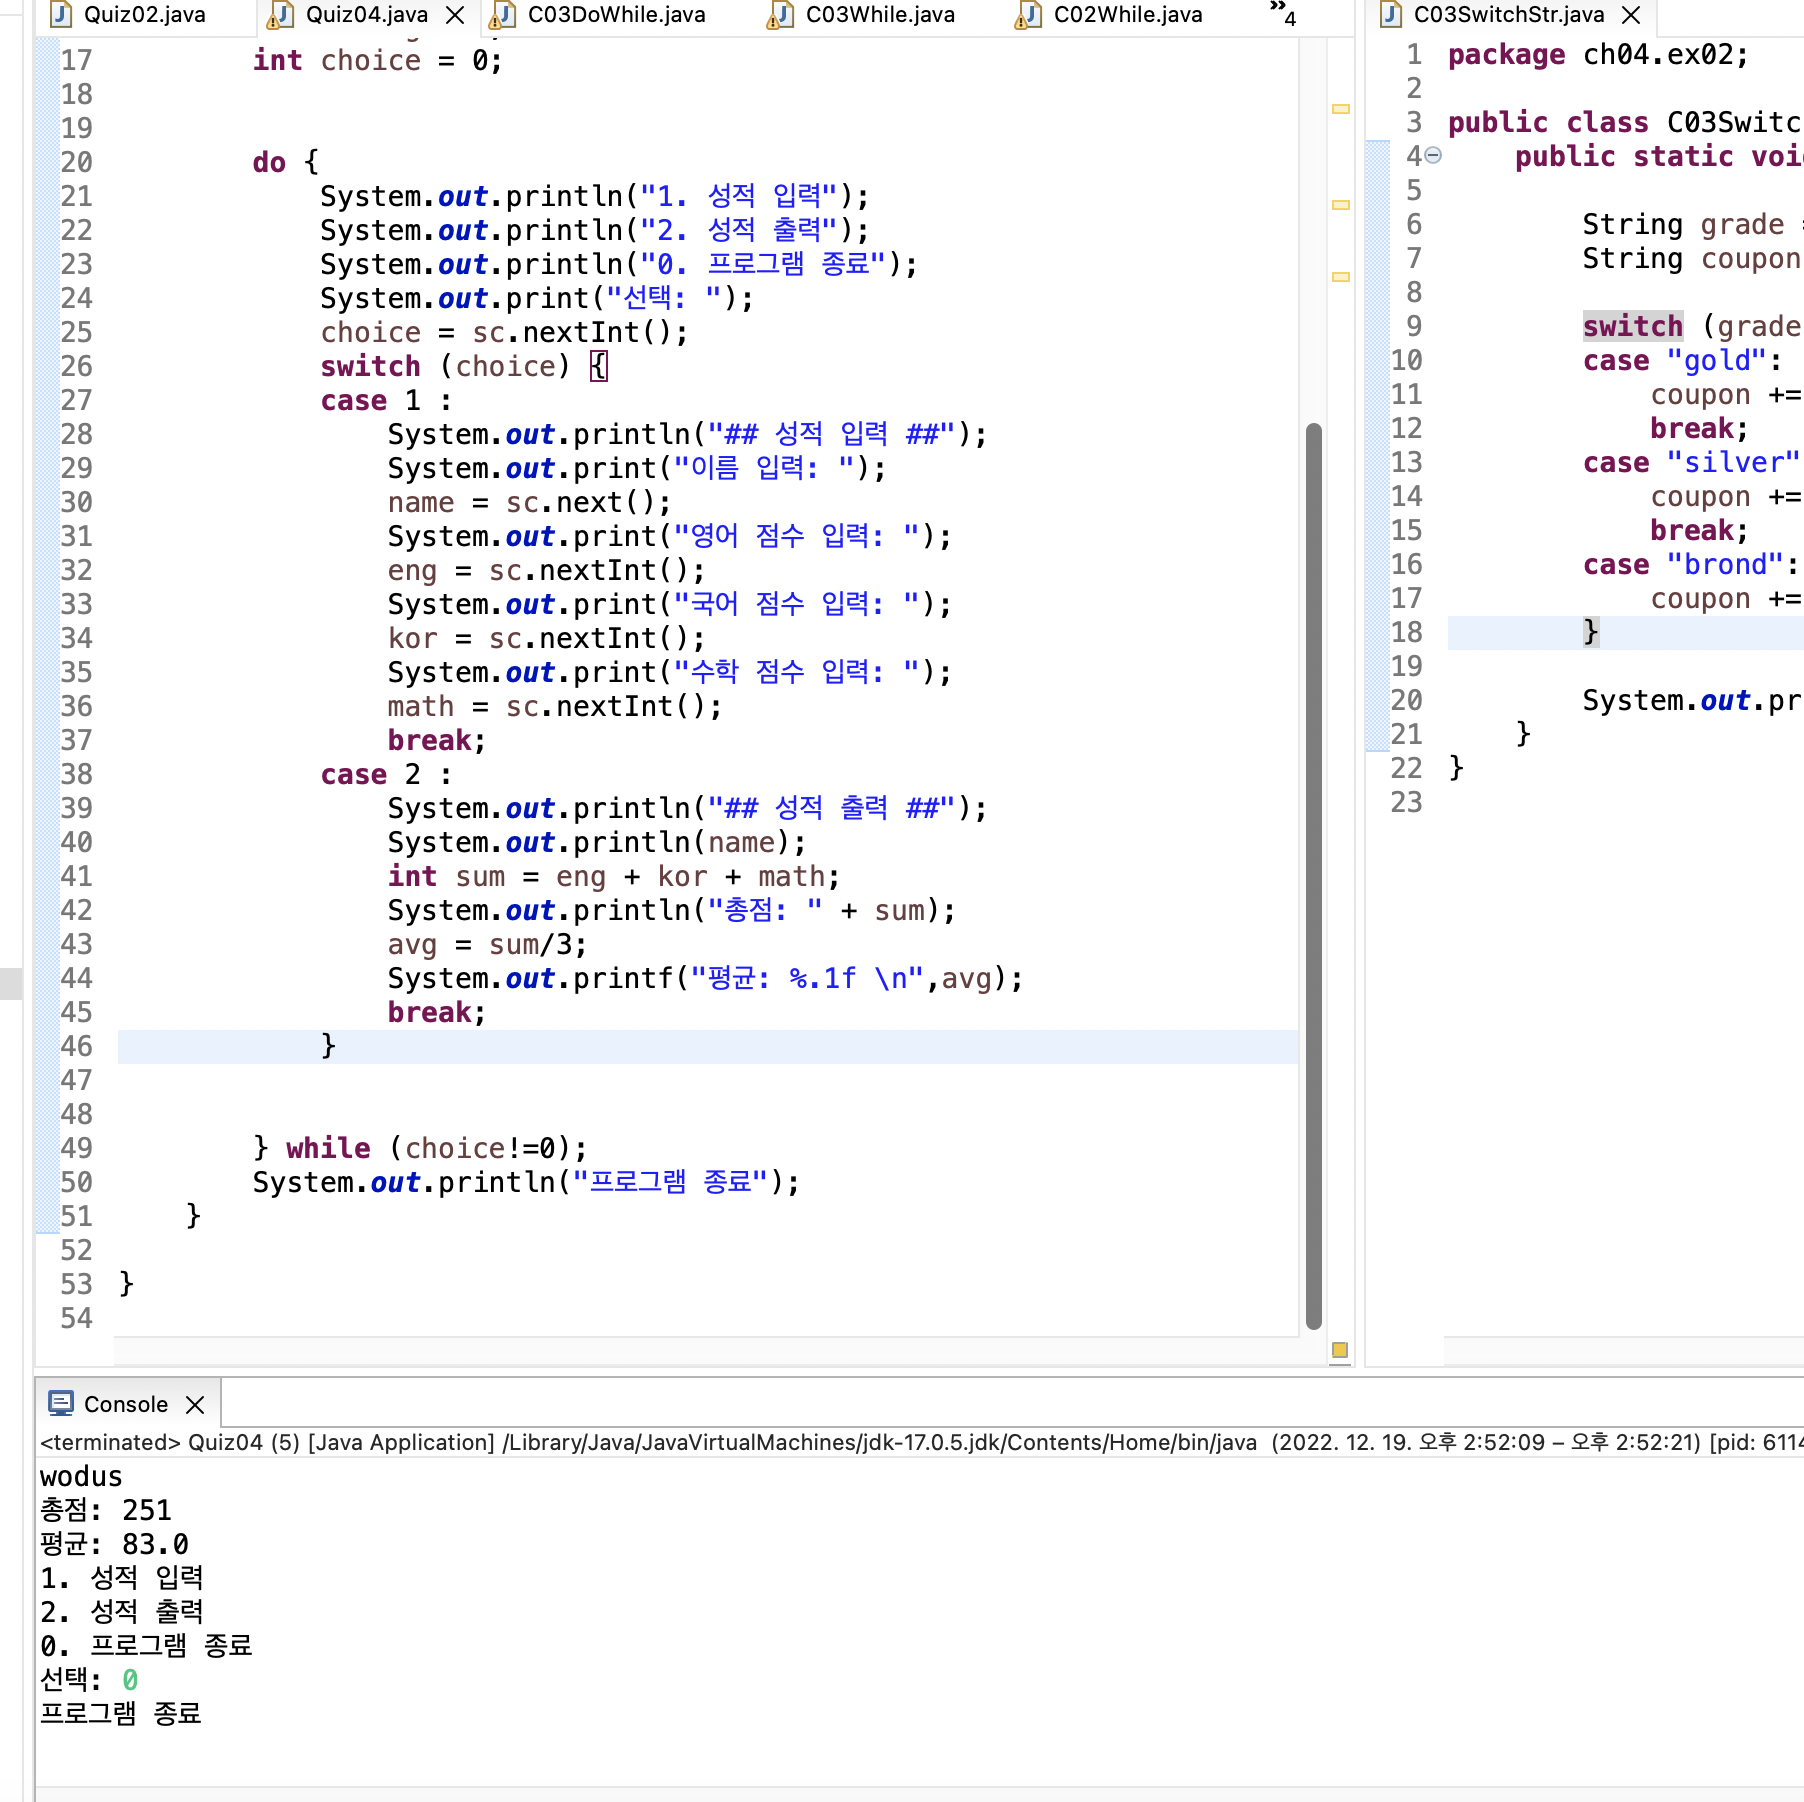 Quiz02.java
Quiz04.java
C03DoWhile.java
C03While.java
C02While.java
»4
17 int choice = 0;
18
19
20 do {
21 System.out.println("1. 성적 입력");
22 System.out.println("2. 성적 출력");
23 System.out.println("0. 프로그램 종료");
24 System.out.print("선택: ");
25 choice = sc.nextInt();
26 switch (choice) {
27 case 1 :
28 System.out.println("## 성적 입력 ##");
29 System.out.print("이름 입력: ");
30 name = sc.next();
31 System.out.print("영어 점수 입력: ");
32 eng = sc.nextInt();
33 System.out.print("국어 점수 입력: ");
34 kor = sc.nextInt();
35 System.out.print("수학 점수 입력: ");
36 math = sc.nextInt();
37 break;
38 case 2 :
39 System.out.println("## 성적 출력 ##");
40 System.out.println(name);
41 int sum = eng + kor + math;
42 System.out.println("총점: " + sum);
43 avg = sum/3;
44 System.out.printf("평균: %.1f \n",avg);
45 break;
46 }
47
48
49 } while (choice!=0);
50 System.out.println("프로그램 종료");
51 }
52
53 }
54
C03SwitchStr.java
1 package ch04.ex02;
2
3 public class C03Switc
4 public static voi
5
6 String grade =
7 String coupon
8
9 switch (grade
10 case "gold":
11 coupon +=
12 break;
13 case "silver"
14 coupon +=
15 break;
16 case "brond":
17 coupon +=
18 }
19
20 System.out.pr
21 }
22 }
23
Console
<terminated> Quiz04 (5) [Java Application] /Library/Java/JavaVirtualMachines/jdk-17.0.5.jdk/Contents/Home/bin/java (2022. 12. 19. 오후 2:52:09 – 오후 2:52:21) [pid: 6114
wodus
총점: 251
평균: 83.0
1. 성적 입력
2. 성적 출력
0. 프로그램 종료
선택: 0
프로그램 종료